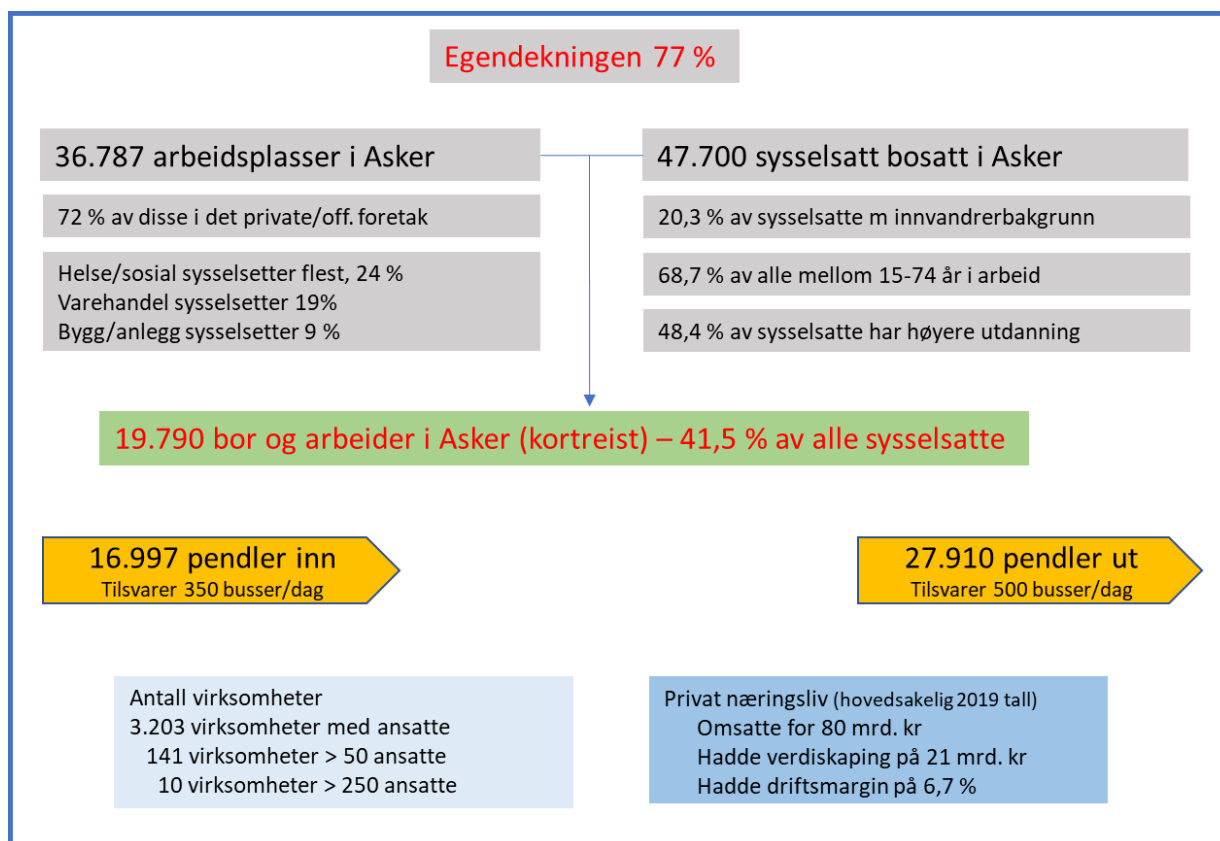 Egendekningen 77 %
36.787 arbeidsplasser i Asker
47.700 sysselsatt bosatt i Asker
72 % av disse i det private/off. foretak
20,3 % av sysselsatte m innvandrerbakgrunn
Helse/sosial sysselsetter flest, 24 %
Varehandel sysselsetter 19%
Bygg/anlegg sysselsetter 9 %
68,7 % av alle mellom 15-74 år i arbeid
48,4 % av sysselsatte har høyere utdanning
19.790 bor og arbeider i Asker (kortreist) – 41,5 % av alle sysselsatte
16.997 pendler inn
Tilsvarer 350 busser/dag
27.910 pendler ut
Tilsvarer 500 busser/dag
Antall virksomheter
3.203 virksomheter med ansatte
141 virksomheter > 50 ansatte
10 virksomheter > 250 ansatte
Privat næringsliv (hovedsakelig 2019 tall)
Omsatte for 80 mrd. kr
Hadde verdiskaping på 21 mrd. kr
Hadde driftsmargin på 6,7 %